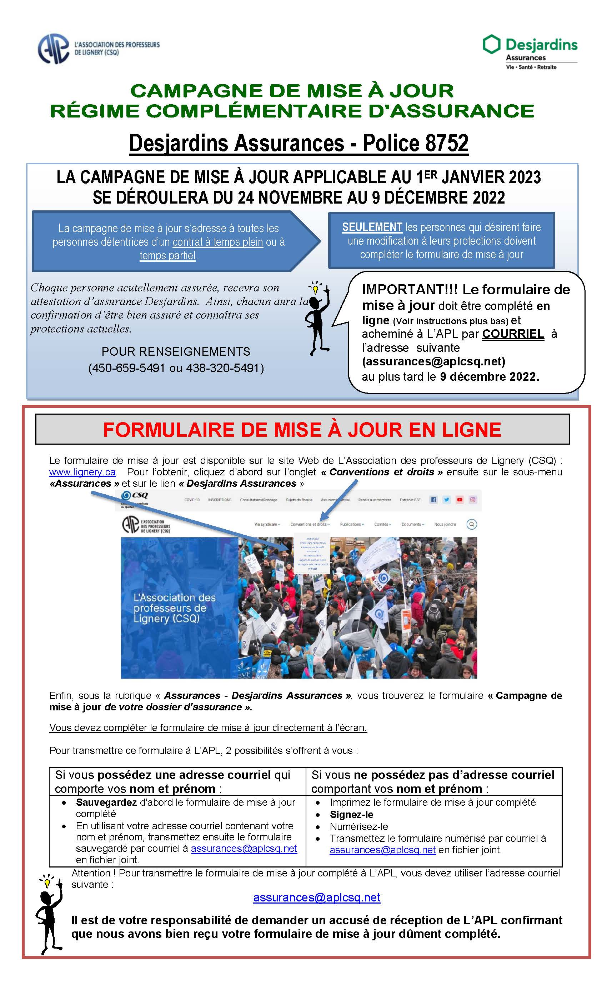 L'ASSOCIATION DES PROFESSEURS
DE LIGNERY (CSQ)
Desjardins
Assurances
Vie • Santé • Retraite
CAMPAGNE DE MISE À JOUR
RÉGIME COMPLÉMENTAIRE D'ASSURANCE
Desjardins Assurances - Police 8752
LA CAMPAGNE DE MISE À JOUR APPLICABLE AU 1ER JANVIER 2023
SE DÉROULERA DU 24 NOVEMBRE AU 9 DÉCEMBRE 2022
La campagne de mise à jour s'adresse à toutes les
personnes détentrices d'un contrat à temps plein ou à
temps partiel.
SEULEMENT les personnes qui désirent faire
une modification à leurs protections doivent
compléter le formulaire de mise à jour
Chaque personne acutellement assurée, recevra son
attestation d'assurance Desjardins.  Ainsi, chacun aura la
confirmation d'être bien assuré et connaîtra ses
protections actuelles.
POUR RENSEIGNEMENTS
(450-659-5491 ou 438-320-5491)
IMPORTANT!!! Le formulaire de
mise à jour doit être complété en
ligne (Voir instructions plus bas) et
acheminé à L'APL par COURRIEL à
l'adresse suivante
(assurances@aplcsq.net)
au plus tard le 9 décembre 2022.
FORMULAIRE DE MISE À JOUR EN LIGNE
Le formulaire de mise à jour est disponible sur le site Web de L'Association des professeurs de Lignery (CSQ) :
www.lignery.ca.  Pour l'obtenir, cliquez d'abord sur l'onglet « Conventions et droits » ensuite sur le sous-menu
«Assurances » et sur le lien « Desjardins Assurances »
CSQ
du Québec
COVID-19 INSCRIPTIONS Consultations/Sondage Sujets de l'heure Rabais aux membres Extranet FSE
L'ASSOCIATION
DES PROFESSEURS
DE LIGNERY (CSQ)
Vie syndicale Conventions et droits Publications Comités Documents Nous joindre
Assurances
Retraite
L'Association des
professeurs de
Lignery (CSQ)
CSQ
Enfin, sous la rubrique « Assurances - Desjardins Assurances », vous trouverez le formulaire « Campagne de
mise à jour de votre dossier d'assurance ».
Vous devez compléter le formulaire de mise à jour directement à l'écran.
Pour transmettre ce formulaire à L'APL, 2 possibilités s'offrent à vous :
Si vous possédez une adresse courriel qui
comporte vos nom et prénom :
• Sauvegardez d'abord le formulaire de mise à jour
complété
• En utilisant votre adresse courriel contenant votre
nom et prénom, transmettez ensuite le formulaire
sauvegardé par courriel à assurances@aplcsq.net
en fichier joint.
Si vous ne possédez pas d'adresse courriel
comportant vos nom et prénom :
• Imprimez le formulaire de mise à jour complété
• Signez-le
• Numérisez-le
• Transmettez le formulaire numérisé par courriel à
assurances@aplcsq.net en fichier joint.
Attention ! Pour transmettre le formulaire de mise à jour complété à L'APL, vous devez utiliser l'adresse courriel
suivante :
assurances@aplcsq.net
Il est de votre responsabilité de demander un accusé de réception de L'APL confirmant
que nous avons bien reçu votre formulaire de mise à jour dûment complété.